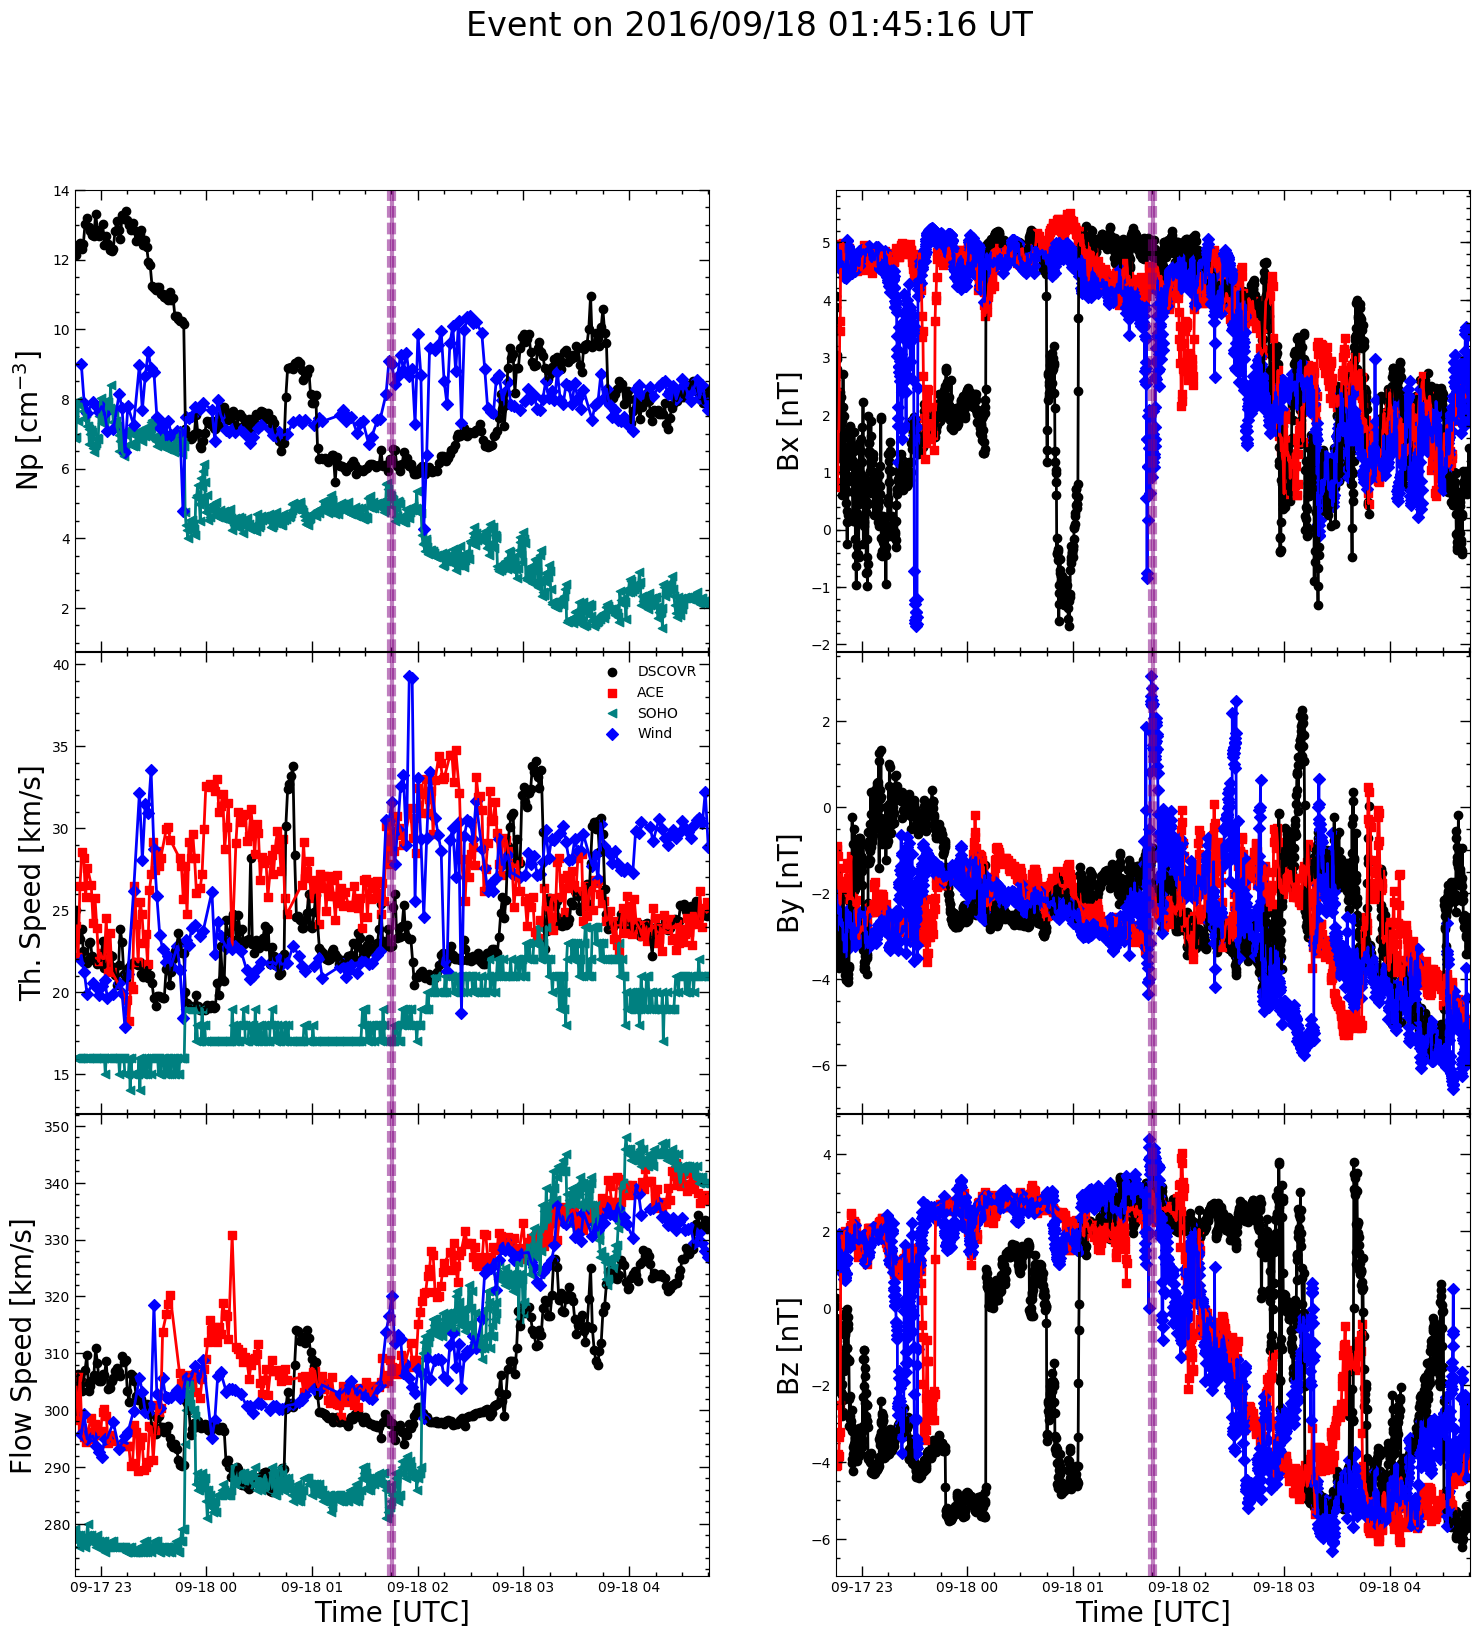 Event on 2016/09/18 01:45:16 UT
14
12
10
8
6
4
2
Np [cm⁻³]
5
4
3
2
1
0
−1
−2
Bx [nT]
40
35
30
25
20
15
Th. Speed [km/s]
DSCOVR
ACE
SOHO
Wind
2
0
−2
−4
−6
By [nT]
350
340
330
320
310
300
290
280
Flow Speed [km/s]
4
2
0
−2
−4
−6
Bz [nT]
09-17 23 09-18 00 09-18 01 09-18 02 09-18 03 09-18 04
Time [UTC]
09-17 23 09-18 00 09-18 01 09-18 02 09-18 03 09-18 04
Time [UTC]